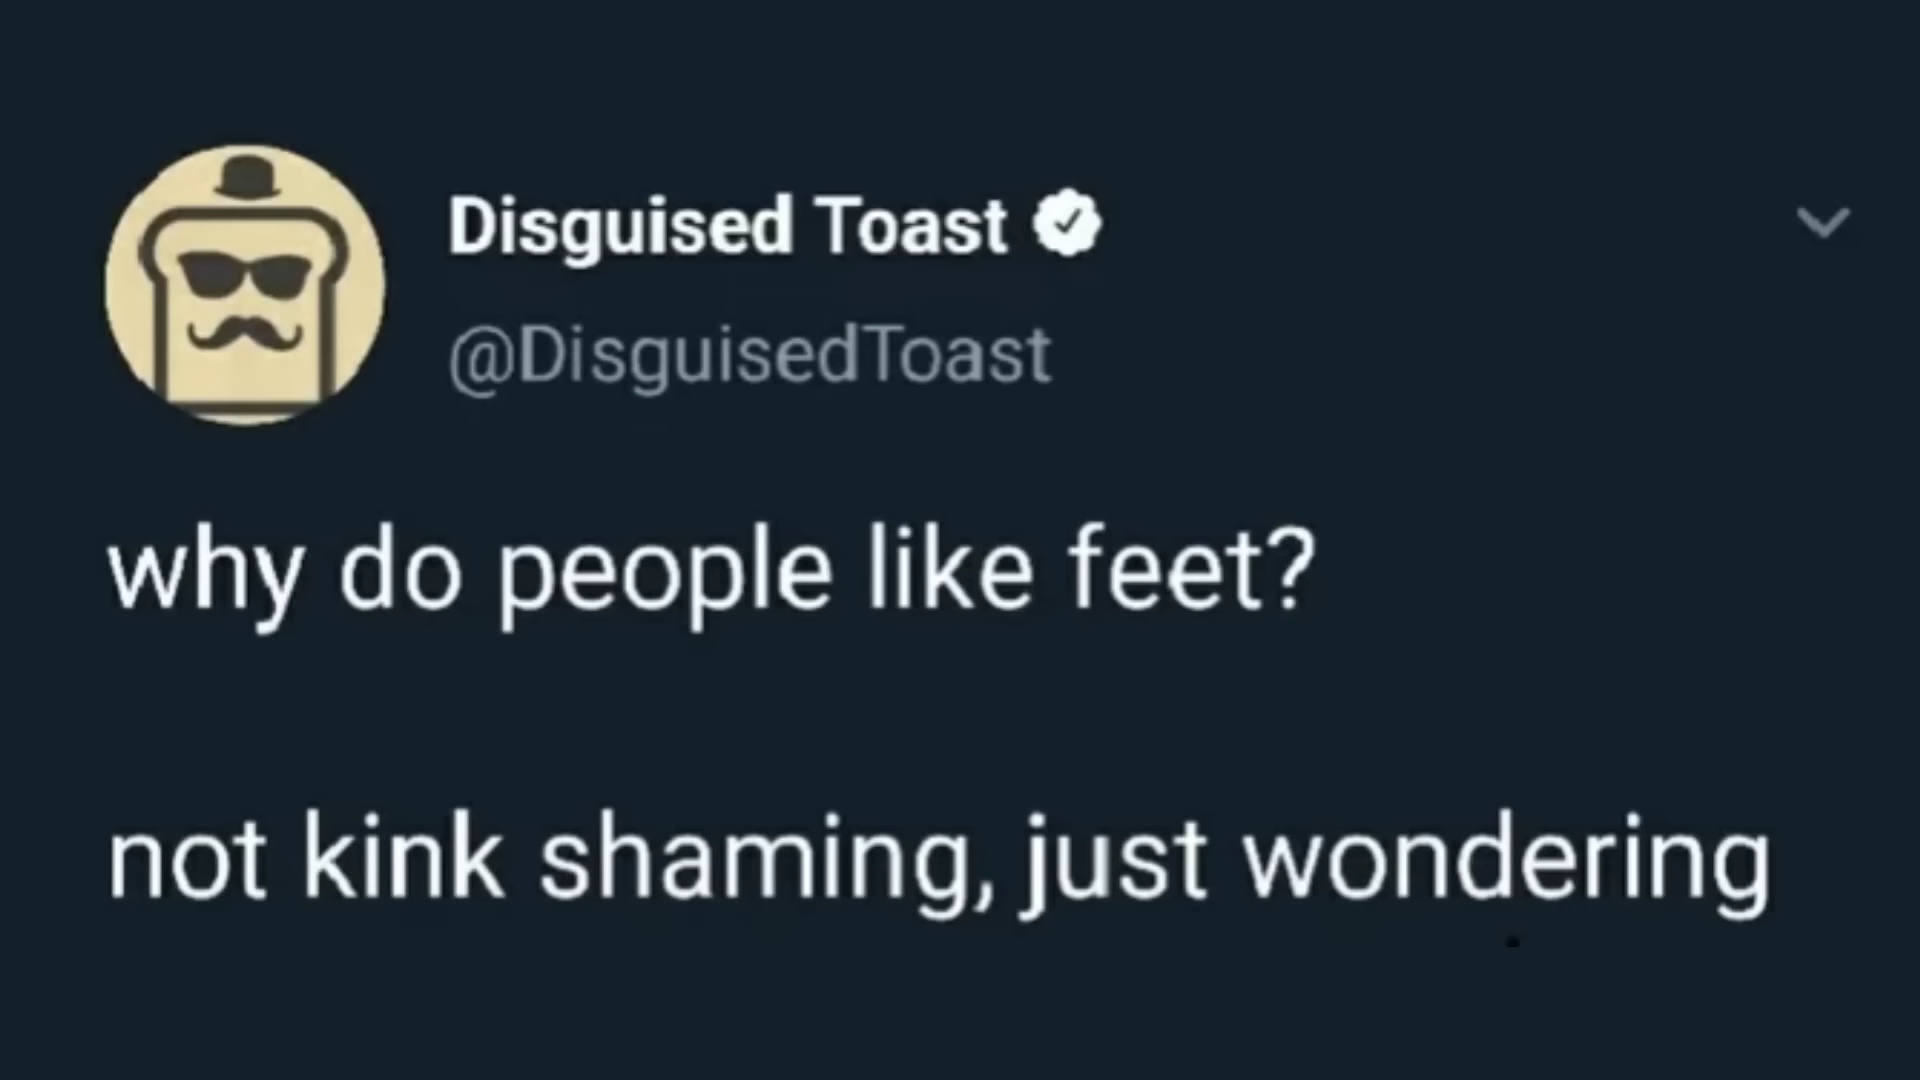 Disguised Toast
@DisguisedToast
why do people like feet?
not kink shaming, just wondering